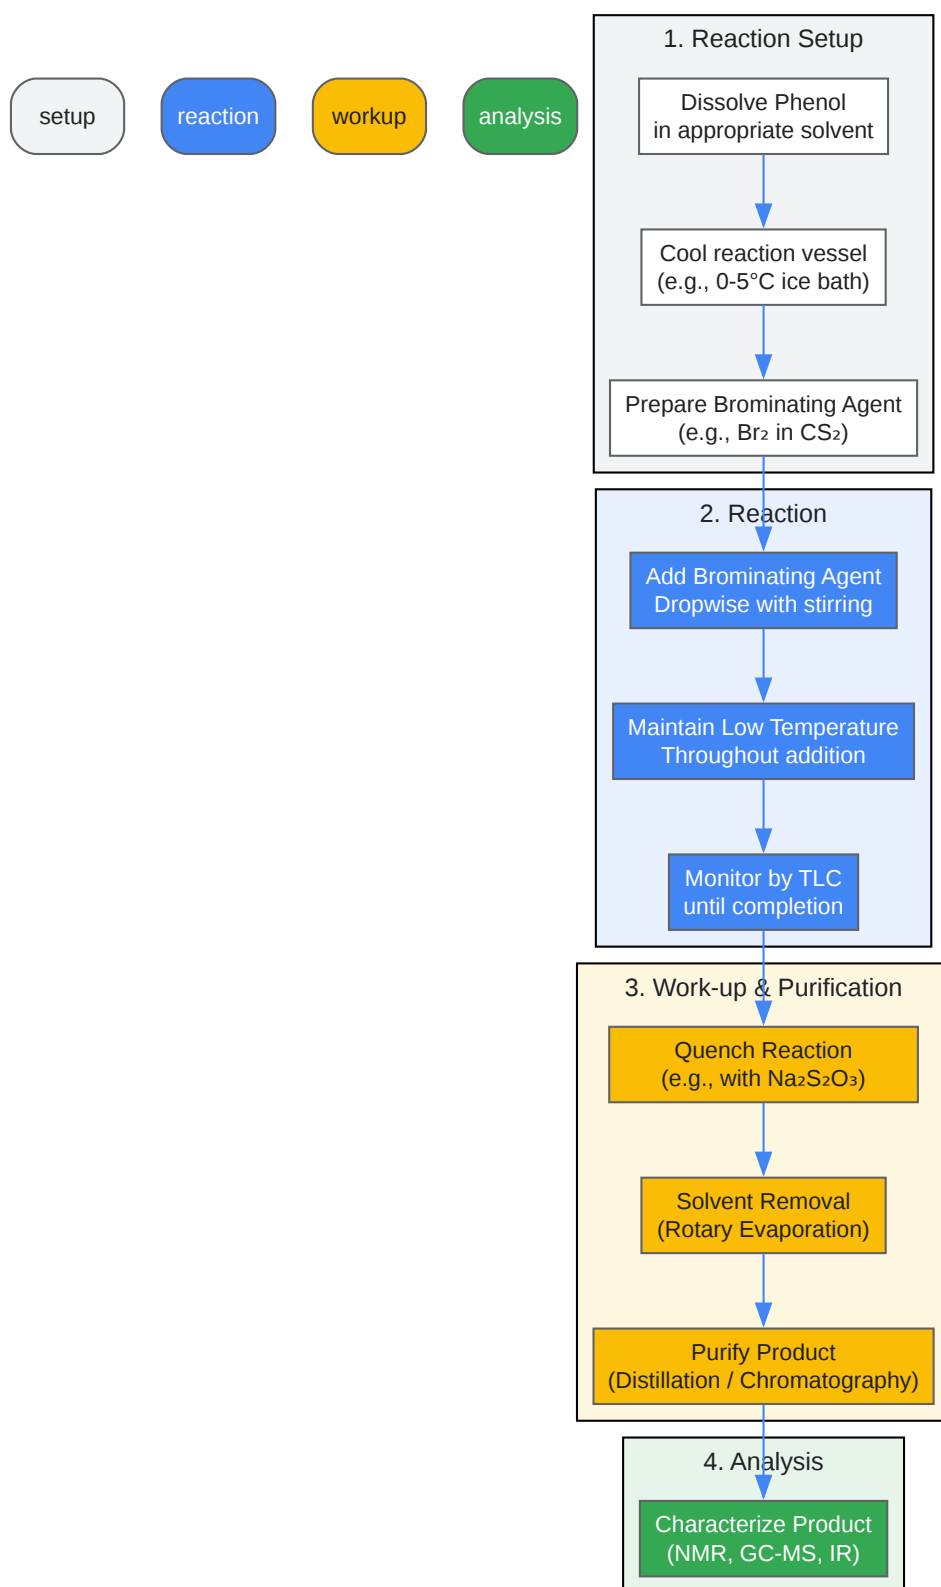 1. Reaction Setup
setup
reaction
workup
analysis
Dissolve Phenol
in appropriate solvent
Cool reaction vessel
(e.g., 0-5°C ice bath)
Prepare Brominating Agent
(e.g., Br₂ in CS₂)
2. Reaction
Add Brominating Agent
Dropwise with stirring
Maintain Low Temperature
Throughout addition
Monitor by TLC
until completion
3. Work-up & Purification
Quench Reaction
(e.g., with Na₂S₂O₃)
Solvent Removal
(Rotary Evaporation)
Purify Product
(Distillation / Chromatography)
4. Analysis
Characterize Product
(NMR, GC-MS, IR)